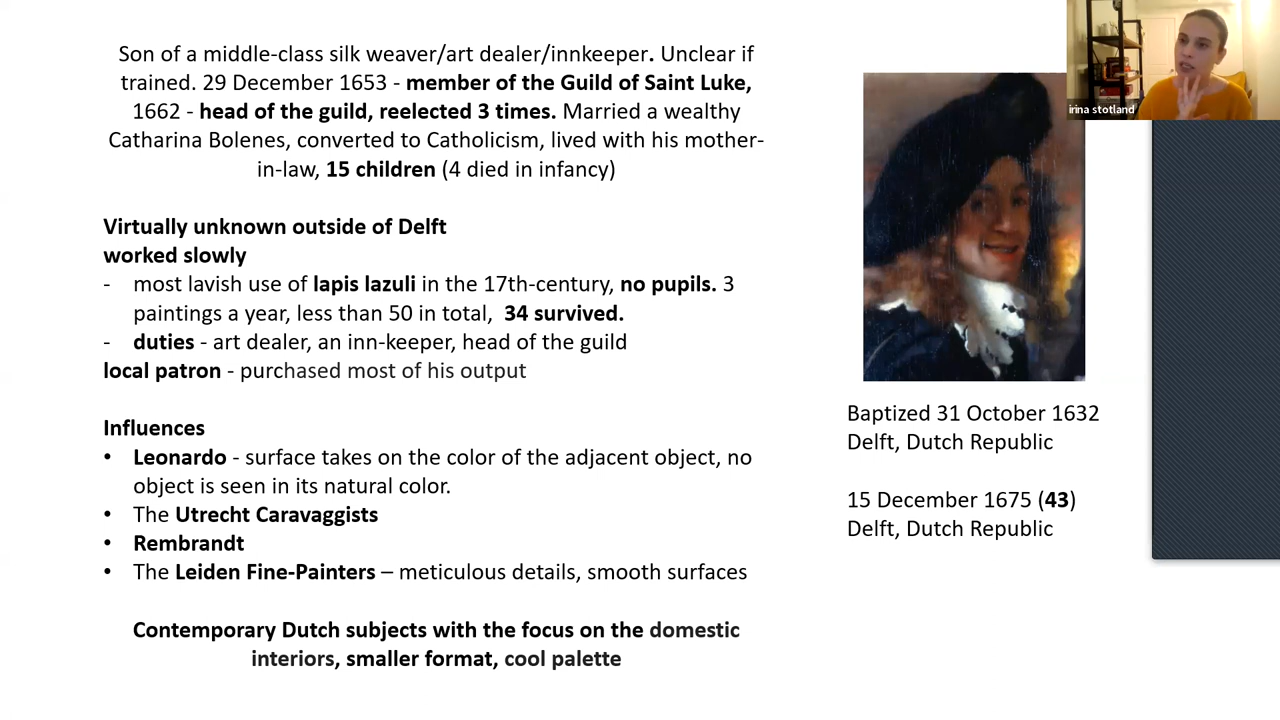 Son of a middle-class silk weaver/art dealer/innkeeper. Unclear if
trained. 29 December 1653 - member of the Guild of Saint Luke,
1662 - head of the guild, reelected 3 times. Married a wealthy
Catharina Bolenes, converted to Catholicism, lived with his mother-
in-law, 15 children (4 died in infancy)
Virtually unknown outside of Delft
worked slowly
- most lavish use of lapis lazuli in the 17th-century, no pupils. 3
paintings a year, less than 50 in total, 34 survived.
- duties - art dealer, an inn-keeper, head of the guild
local patron - purchased most of his output
Influences
• Leonardo - surface takes on the color of the adjacent object, no
object is seen in its natural color.
• The Utrecht Caravaggists
• Rembrandt
• The Leiden Fine-Painters – meticulous details, smooth surfaces
Contemporary Dutch subjects with the focus on the domestic
interiors, smaller format, cool palette
irina stotland
Baptized 31 October 1632
Delft, Dutch Republic
15 December 1675 (43)
Delft, Dutch Republic